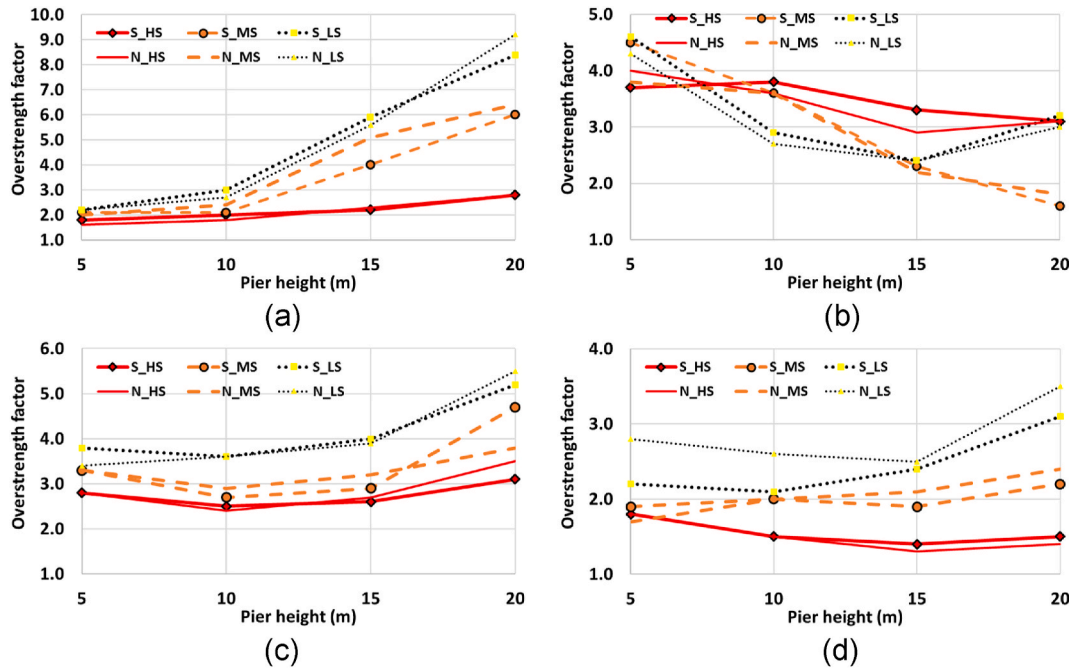 Overstrength factor
10.0
9.0
8.0
7.0
6.0
5.0
4.0
3.0
2.0
1.0
S_HS S_MS S_LS
N_HS N_MS N_LS
5 10 15 20
Pier height (m)
(a)
Overstrength factor
5.0
4.0
3.0
2.0
1.0
S_HS S_MS S_LS
N_HS N_MS N_LS
5 10 15 20
Pier height (m)
(b)
Overstrength factor
6.0
5.0
4.0
3.0
2.0
1.0
S_HS S_MS S_LS
N_HS N_MS N_LS
5 10 15 20
Pier height (m)
(c)
Overstrength factor
4.0
3.0
2.0
1.0
S_HS S_MS S_LS
N_HS N_MS N_LS
5 10 15 20
Pier height (m)
(d)